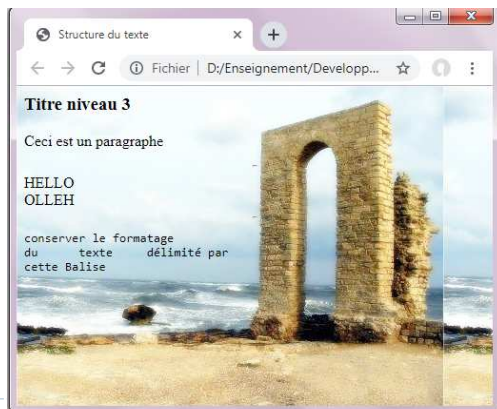 Structure du texte
Fichier | D:/Enseignement/Developp...
Titre niveau 3
Ceci est un paragraphe
HELLO
OLLEH
conserver le formatage
du      texte     délimité par
cette Balise